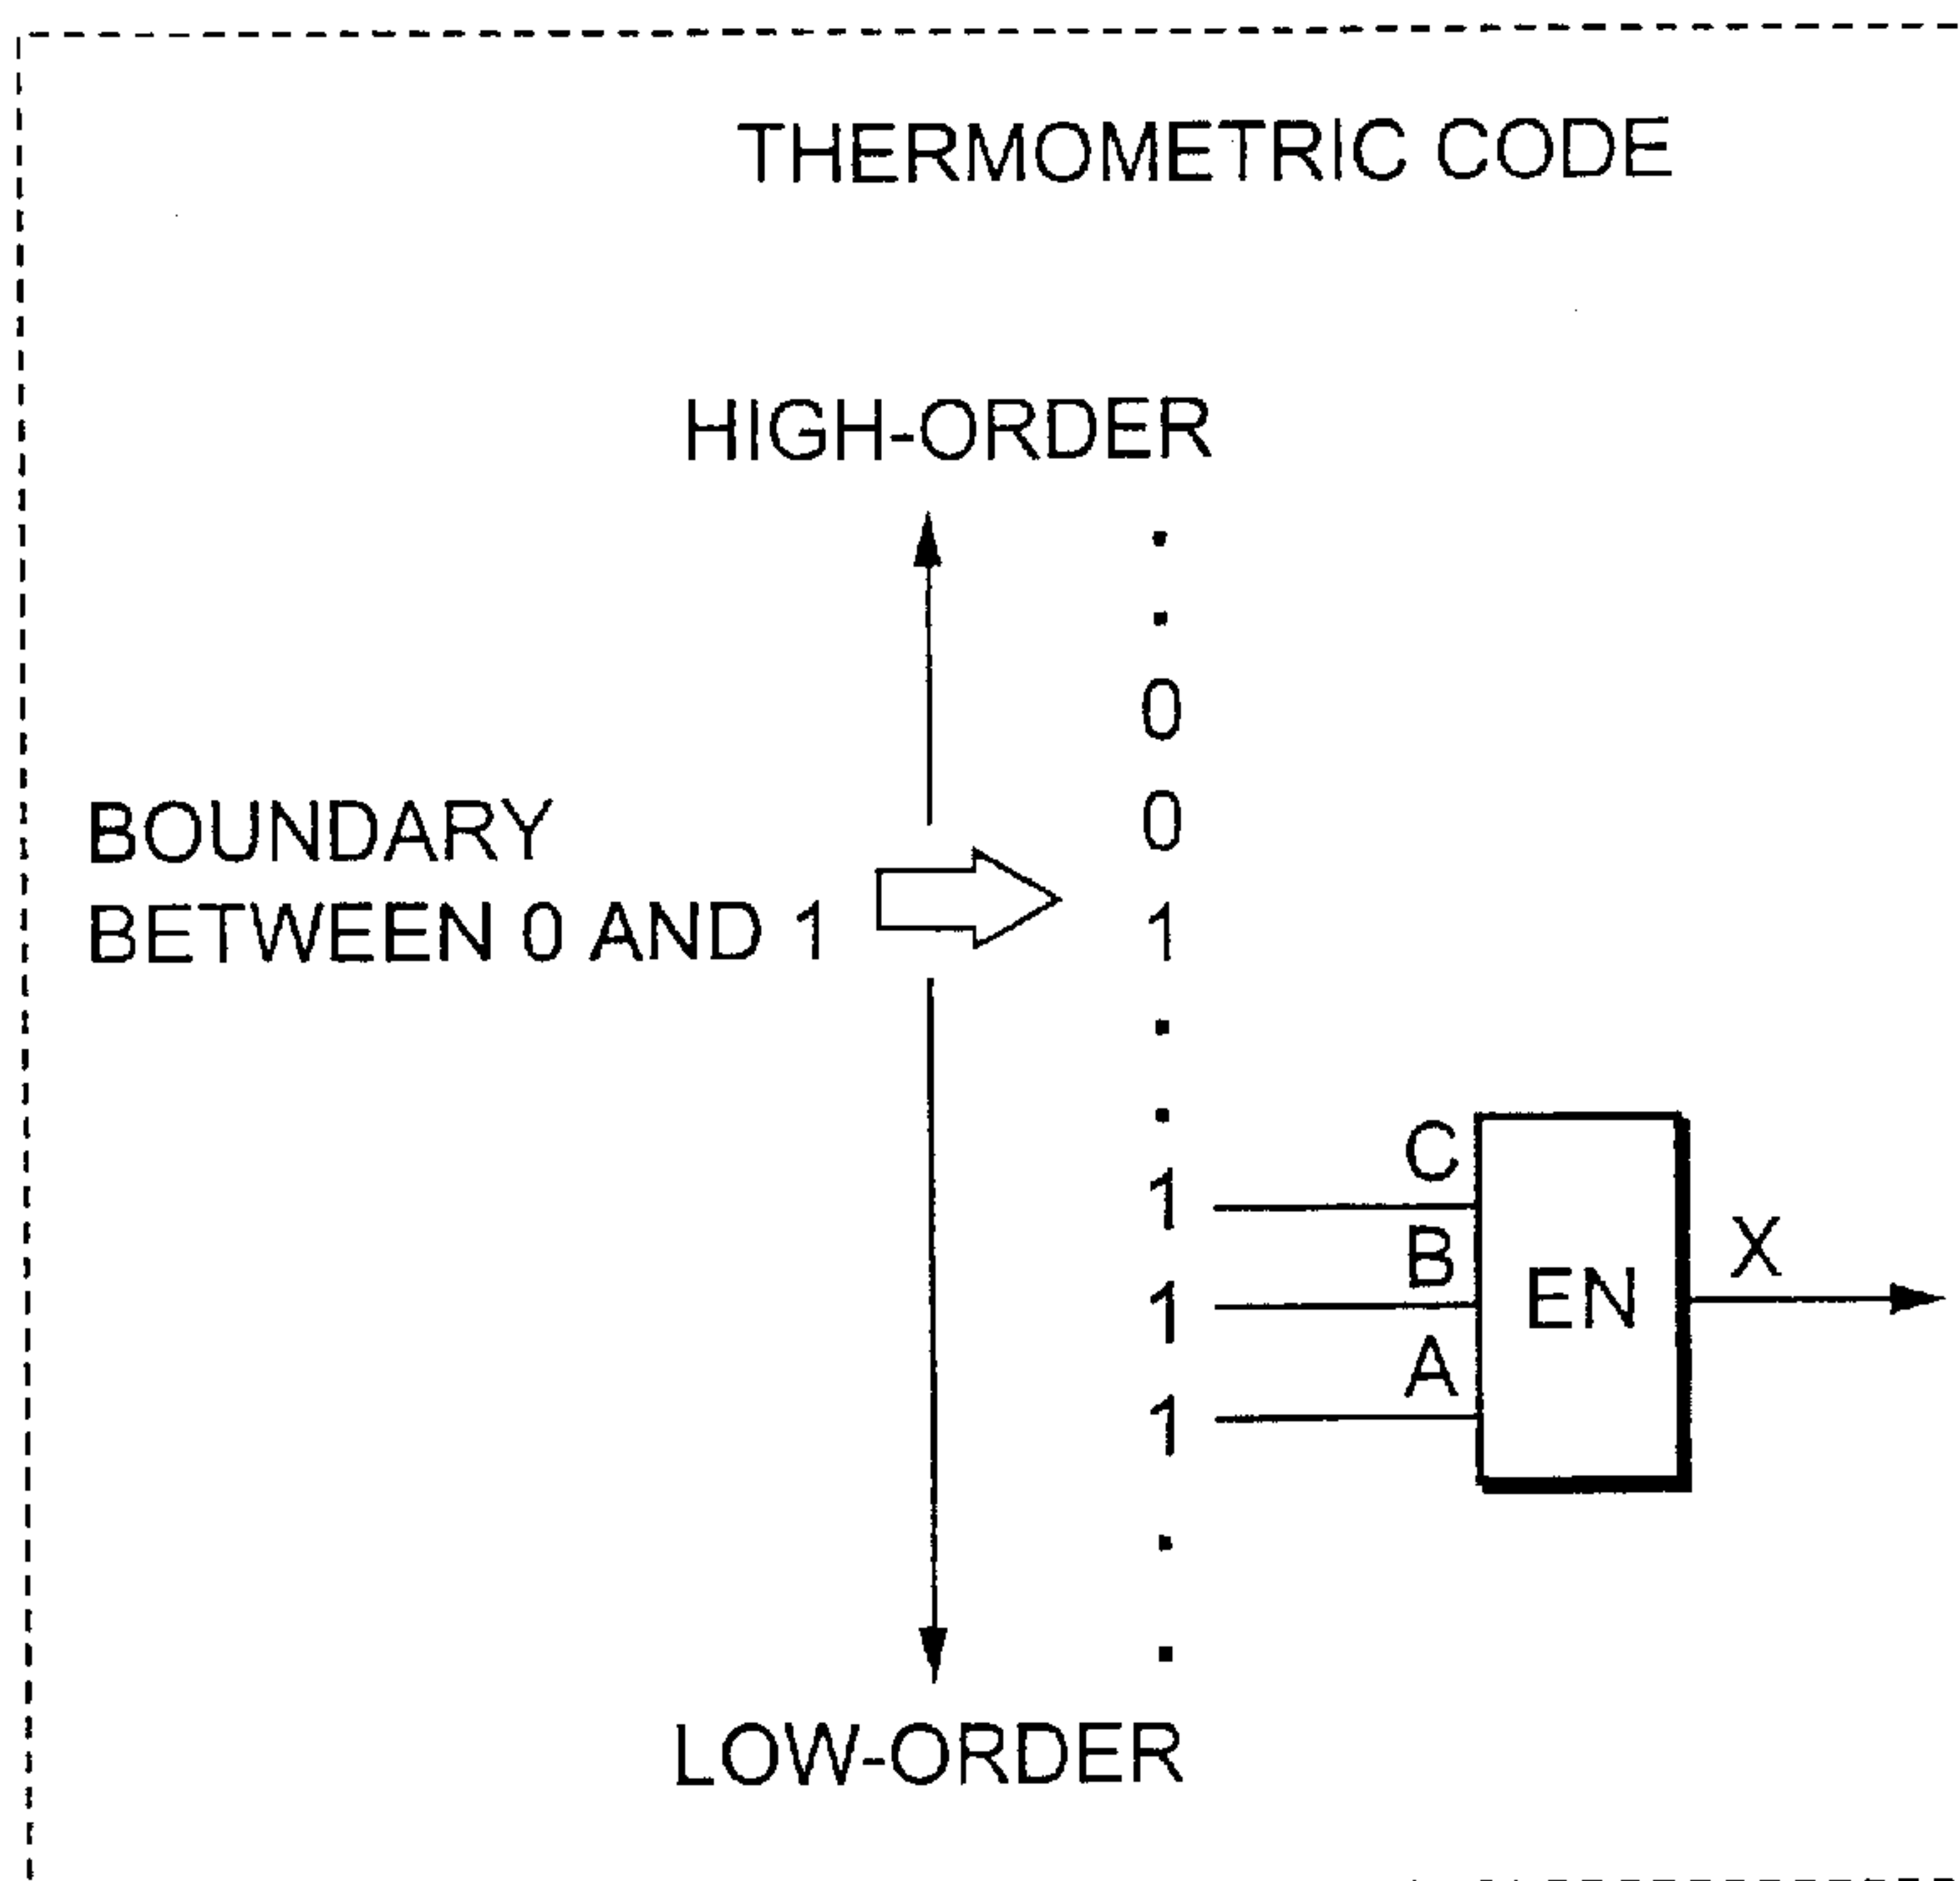 THERMOMETRIC CODE
HIGH-ORDER
.
.
0
0
BOUNDARY
BETWEEN 0 AND 1
1
.
.
1
C
1
B
1
A
EN
X
.
.
LOW-ORDER